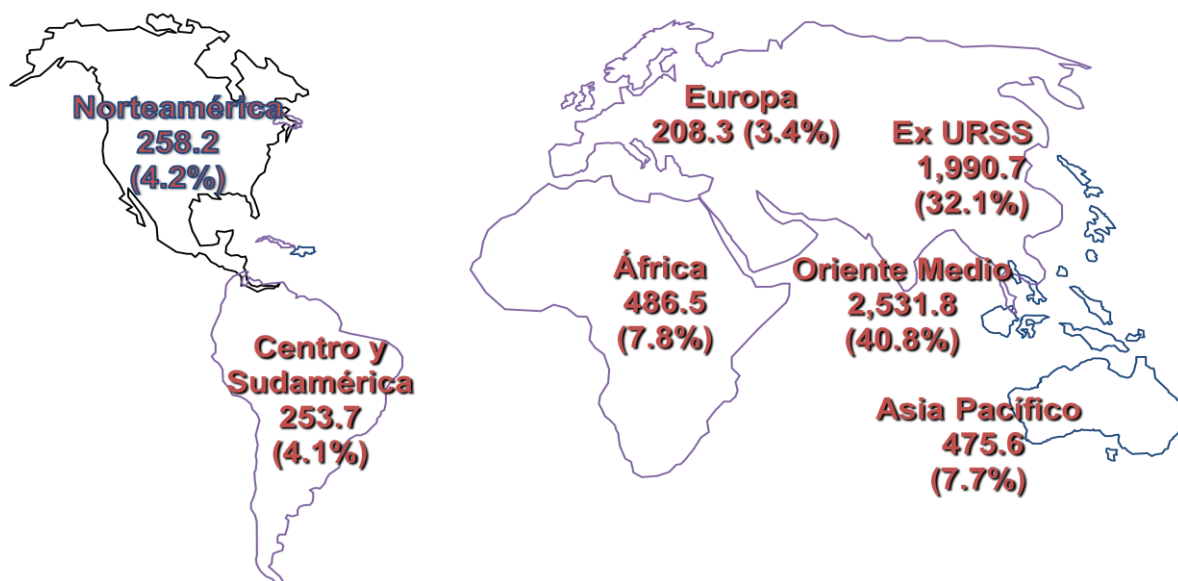 Norteamérica
258.2
(4.2%)
Europa
208.3 (3.4%)
Ex URSS
1,990.7
(32.1%)
África
486.5
(7.8%)
Oriente Medio
2,531.8
(40.8%)
Centro y
Sudamérica
253.7
(4.1%)
Asia Pacífico
475.6
(7.7%)